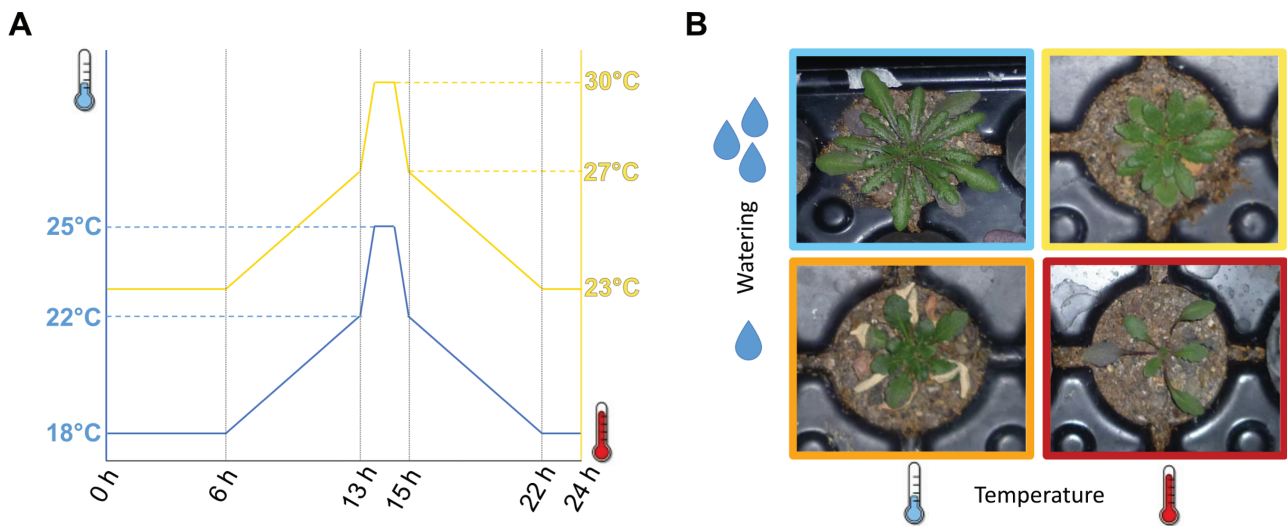 A
B
30°C
27°C
25°C
23°C
22°C
18°C
0 h
6 h
13 h
15 h
22 h
24 h
Watering
Temperature